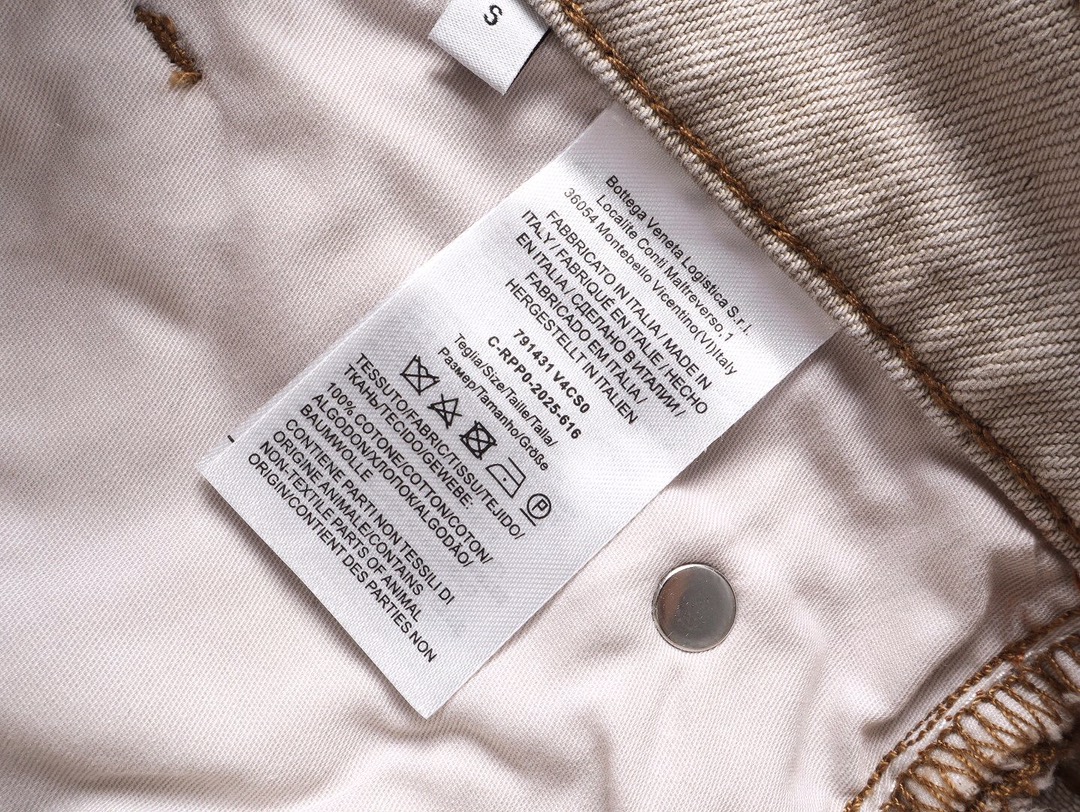 S
Bottega Veneta Logistica S.r.l.
Localite Conti Maltreverso,1
36054 Montebello Vicentino(VI)Italy
FABBRICATO IN ITALIA / MADE IN
ITALY / FABRIQUÉ EN ITALIE / HECHO
EN ITALIA / СДЕЛАНО В ИТАЛИИ /
FABRICADO EM ITALIA /
HERGESTELLT IN ITALIEN
791431 V4CS0
C-RPP0-2025-616
Teglia/Size/Taille/Talla/
Размер/Tamanho/Größe
P
TESSUTO/FABRIC/TISSU/TEJIDO/
ТКАНЬ/TECIDO/GEWEBE:
100% COTONE/COTTON/COTON/
ALGODON/ХЛОПОК/ALGODÃO/
BAUMWOLLE
CONTIENE PARTI NON TESSILI DI
ORIGINE ANIMALE/CONTAINS
NON-TEXTILE PARTS OF ANIMAL
ORIGIN/CONTIENT DES PARTIES NON